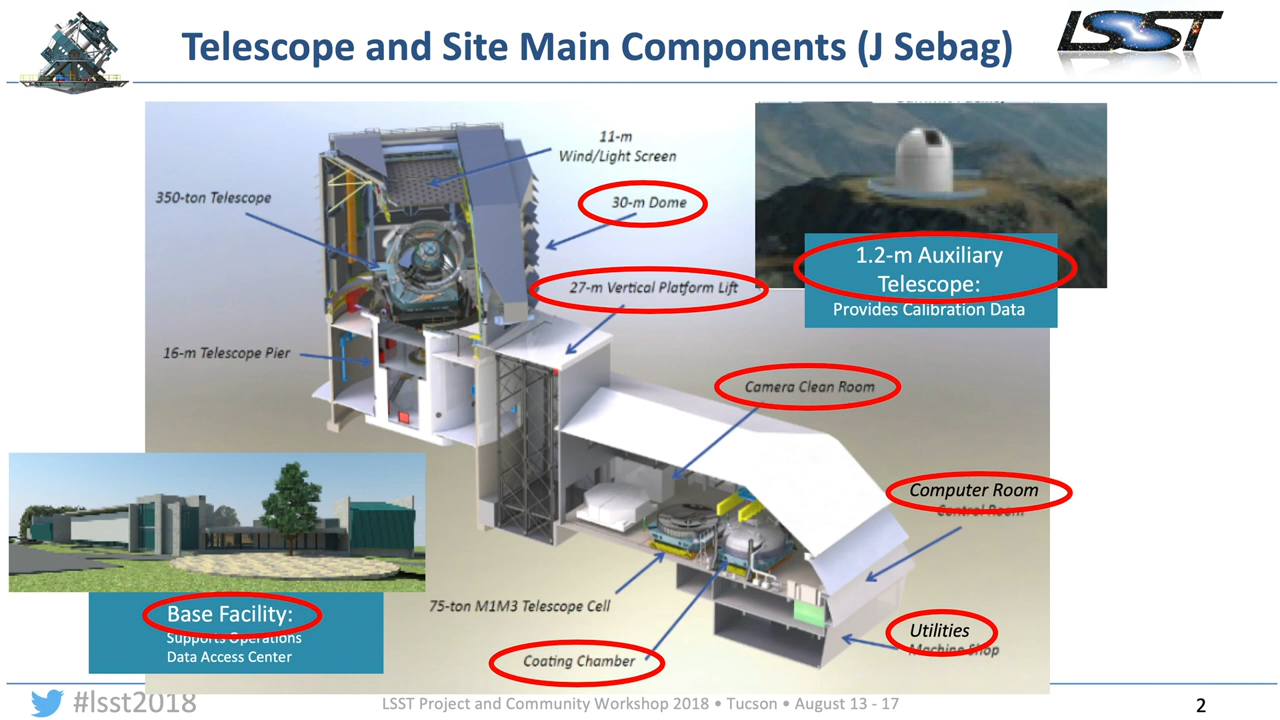 Telescope and Site Main Components (J Sebag)
LSST
11-m
Wind/Light Screen
350-ton Telescope
30-m Dome
1.2-m Auxiliary
Telescope:
Provides Calibration Data
27-m Vertical Platform Lift
16-m Telescope Pier
Camera Clean Room
Computer Room
Control Room
75-ton M1M3 Telescope Cell
Base Facility:
Supports Operations
Data Access Center
Utilities
Machine Shop
Coating Chamber
#lsst2018
LSST Project and Community Workshop 2018 • Tucson • August 13 - 17
2